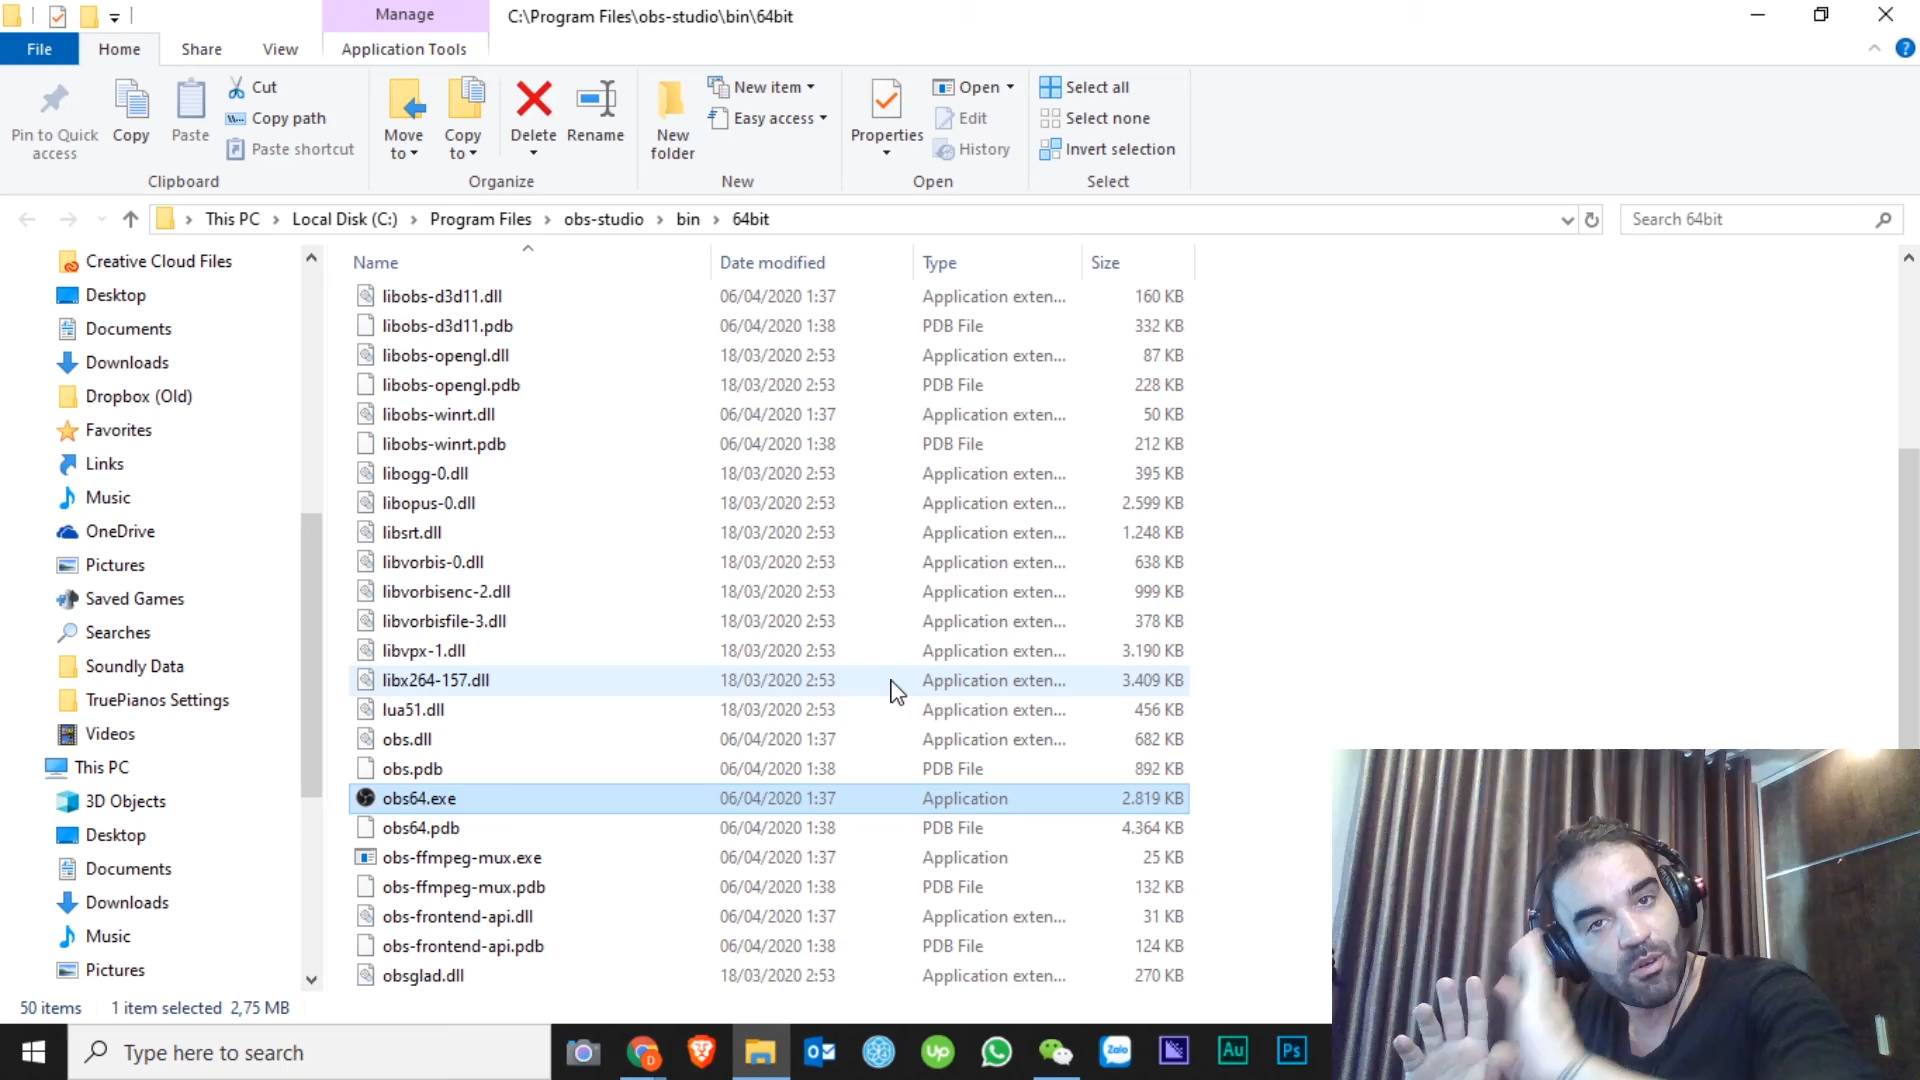 Manage
C:\Program Files\obs-studio\bin\64bit
File
Home
Share
View
Application Tools
Pin to Quick access
Copy
Paste
Cut
Copy path
Paste shortcut
Clipboard
Move to
Copy to
Delete
Rename
Organize
New folder
New item
Easy access
New
Properties
Open
Edit
History
Open
Select all
Select none
Invert selection
Select
This PC > Local Disk (C:) > Program Files > obs-studio > bin > 64bit
Search 64bit
Creative Cloud Files
Desktop
Documents
Downloads
Dropbox (Old)
Favorites
Links
Music
OneDrive
Pictures
Saved Games
Searches
Soundly Data
TruePianos Settings
Videos
This PC
3D Objects
Desktop
Documents
Downloads
Music
Pictures
Name Date modified Type Size
libobs-d3d11.dll 06/04/2020 1:37 Application exten... 160 KB
libobs-d3d11.pdb 06/04/2020 1:38 PDB File 332 KB
libobs-opengl.dll 18/03/2020 2:53 Application exten... 87 KB
libobs-opengl.pdb 18/03/2020 2:53 PDB File 228 KB
libobs-winrt.dll 06/04/2020 1:37 Application exten... 50 KB
libobs-winrt.pdb 06/04/2020 1:38 PDB File 212 KB
libogg-0.dll 18/03/2020 2:53 Application exten... 395 KB
libopus-0.dll 18/03/2020 2:53 Application exten... 2.599 KB
libsrt.dll 18/03/2020 2:53 Application exten... 1.248 KB
libvorbis-0.dll 18/03/2020 2:53 Application exten... 638 KB
libvorbisenc-2.dll 18/03/2020 2:53 Application exten... 999 KB
libvorbisfile-3.dll 18/03/2020 2:53 Application exten... 378 KB
libvpx-1.dll 18/03/2020 2:53 Application exten... 3.190 KB
libx264-157.dll 18/03/2020 2:53 Application exten... 3.409 KB
lua51.dll 18/03/2020 2:53 Application exten... 456 KB
obs.dll 06/04/2020 1:37 Application exten... 682 KB
obs.pdb 06/04/2020 1:38 PDB File 892 KB
obs64.exe 06/04/2020 1:37 Application 2.819 KB
obs64.pdb 06/04/2020 1:38 PDB File 4.364 KB
obs-ffmpeg-mux.exe 06/04/2020 1:37 Application 25 KB
obs-ffmpeg-mux.pdb 06/04/2020 1:38 PDB File 132 KB
obs-frontend-api.dll 06/04/2020 1:37 Application exten... 31 KB
obs-frontend-api.pdb 06/04/2020 1:38 PDB File 124 KB
obsglad.dll 18/03/2020 2:53 Application exten... 270 KB
50 items 1 item selected 2,75 MB
Type here to search
D
Up
Zalo
Au
Ps